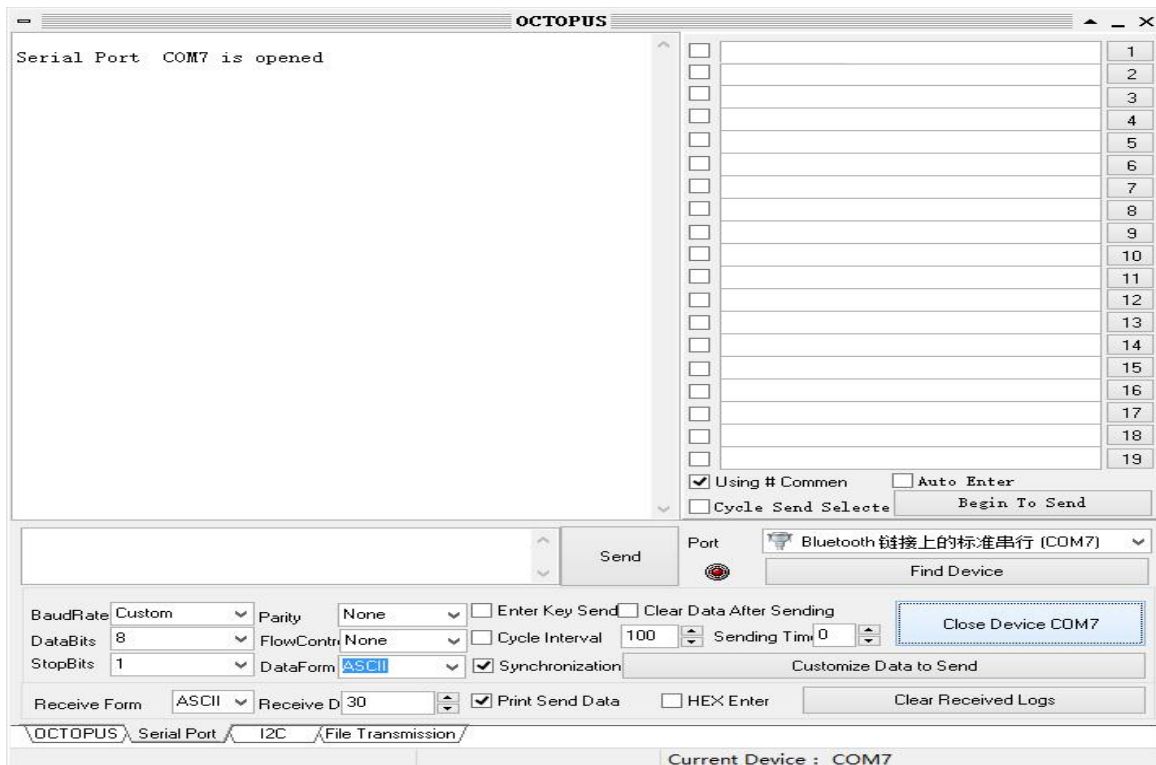 OCTOPUS
Serial Port COM7 is opened
1
2
3
4
5
6
7
8
9
10
11
12
13
14
15
16
17
18
19
Using # Commen Auto Enter
Cycle Send Selecte Begin To Send
Send
Port Bluetooth 链接上的标准串行 (COM7)
Find Device
BaudRate Custom Parity None Enter Key Send Clear Data After Sending
Close Device COM7
DataBits 8 FlowContr None Cycle Interval 100 Sending Tim 0
StopBits 1 DataForm ASCII Synchronization Customize Data to Send
Receive Form ASCII Receive D 30 Print Send Data HEX Enter Clear Received Logs
OCTOPUS Serial Port I2C File Transmission
Current Device : COM7